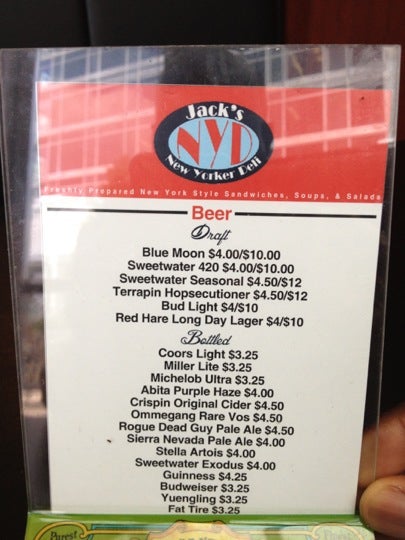 Jack's
NYD
New Yorker Deli
Freshly Prepared New York Style Sandwiches, Soups, & Salads
Beer
Draft
Blue Moon $4.00/$10.00
Sweetwater 420 $4.00/$10.00
Sweetwater Seasonal $4.50/$12
Terrapin Hopsecutioner $4.50/$12
Bud Light $4/$10
Red Hare Long Day Lager $4/$10
Bottled
Coors Light $3.25
Miller Lite $3.25
Michelob Ultra $3.25
Abita Purple Haze $4.00
Crispin Original Cider $4.50
Ommegang Rare Vos $4.50
Rogue Dead Guy Pale Ale $4.50
Sierra Nevada Pale Ale $4.00
Stella Artois $4.00
Sweetwater Exodus $4.00
Guinness $4.25
Budweiser $3.25
Yuengling $3.25
Fat Tire $3.25
Purest